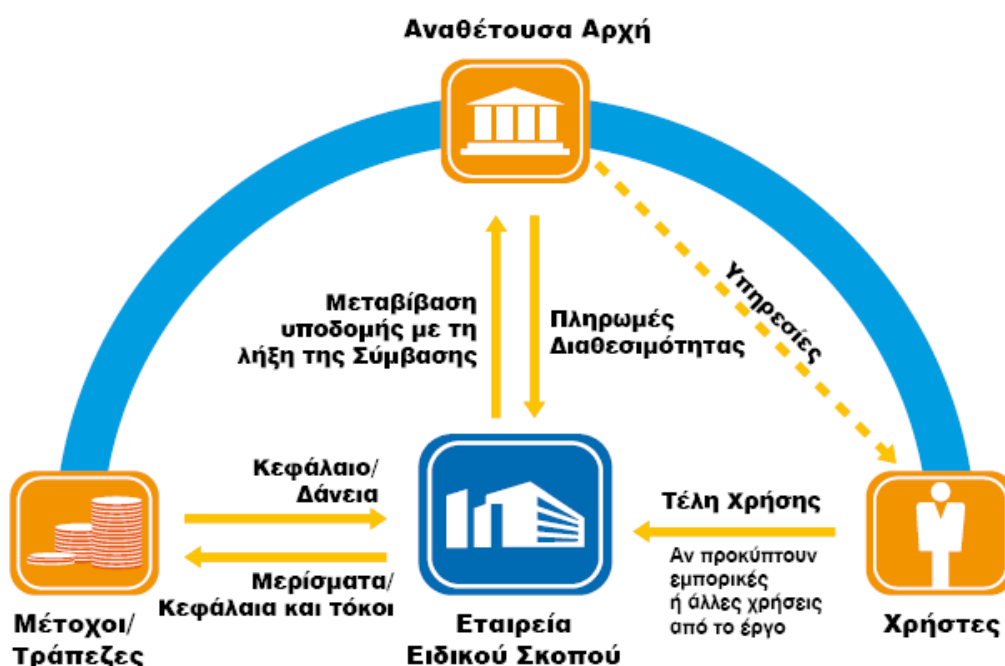 Αναθέτουσα Αρχή
Μεταβίβαση
υποδομής με τη
λήξη της Σύμβασης
Πληρωμές
Διαθεσιμότητας
Υπηρεσίες
Κεφάλαιο/
Δάνεια
Μερίσματα/
Κεφάλαια και τόκοι
Τέλη Χρήσης
Αν προκύπτουν
εμπορικές
ή άλλες χρήσεις
από το έργο
Μέτοχοι/
Τράπεζες
Εταιρεία
Ειδικού Σκοπού
Χρήστες